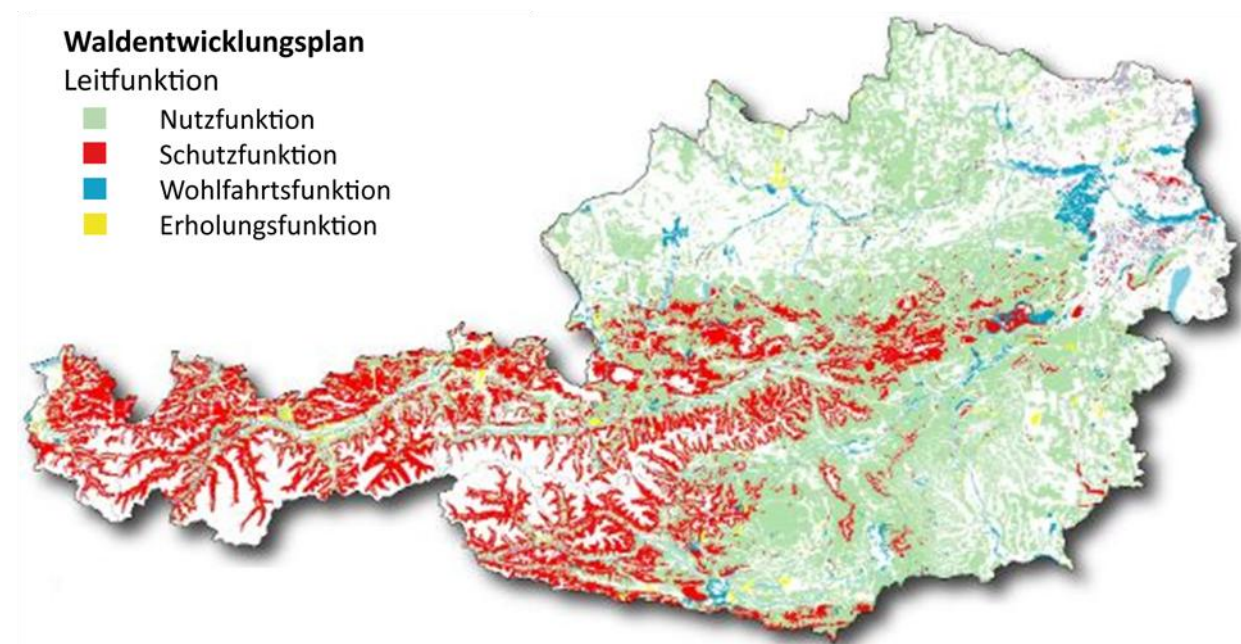 Waldentwicklungsplan
Leitfunktion
Nutzfunktion
Schutzfunktion
Wohlfahrtsfunktion
Erholungsfunktion